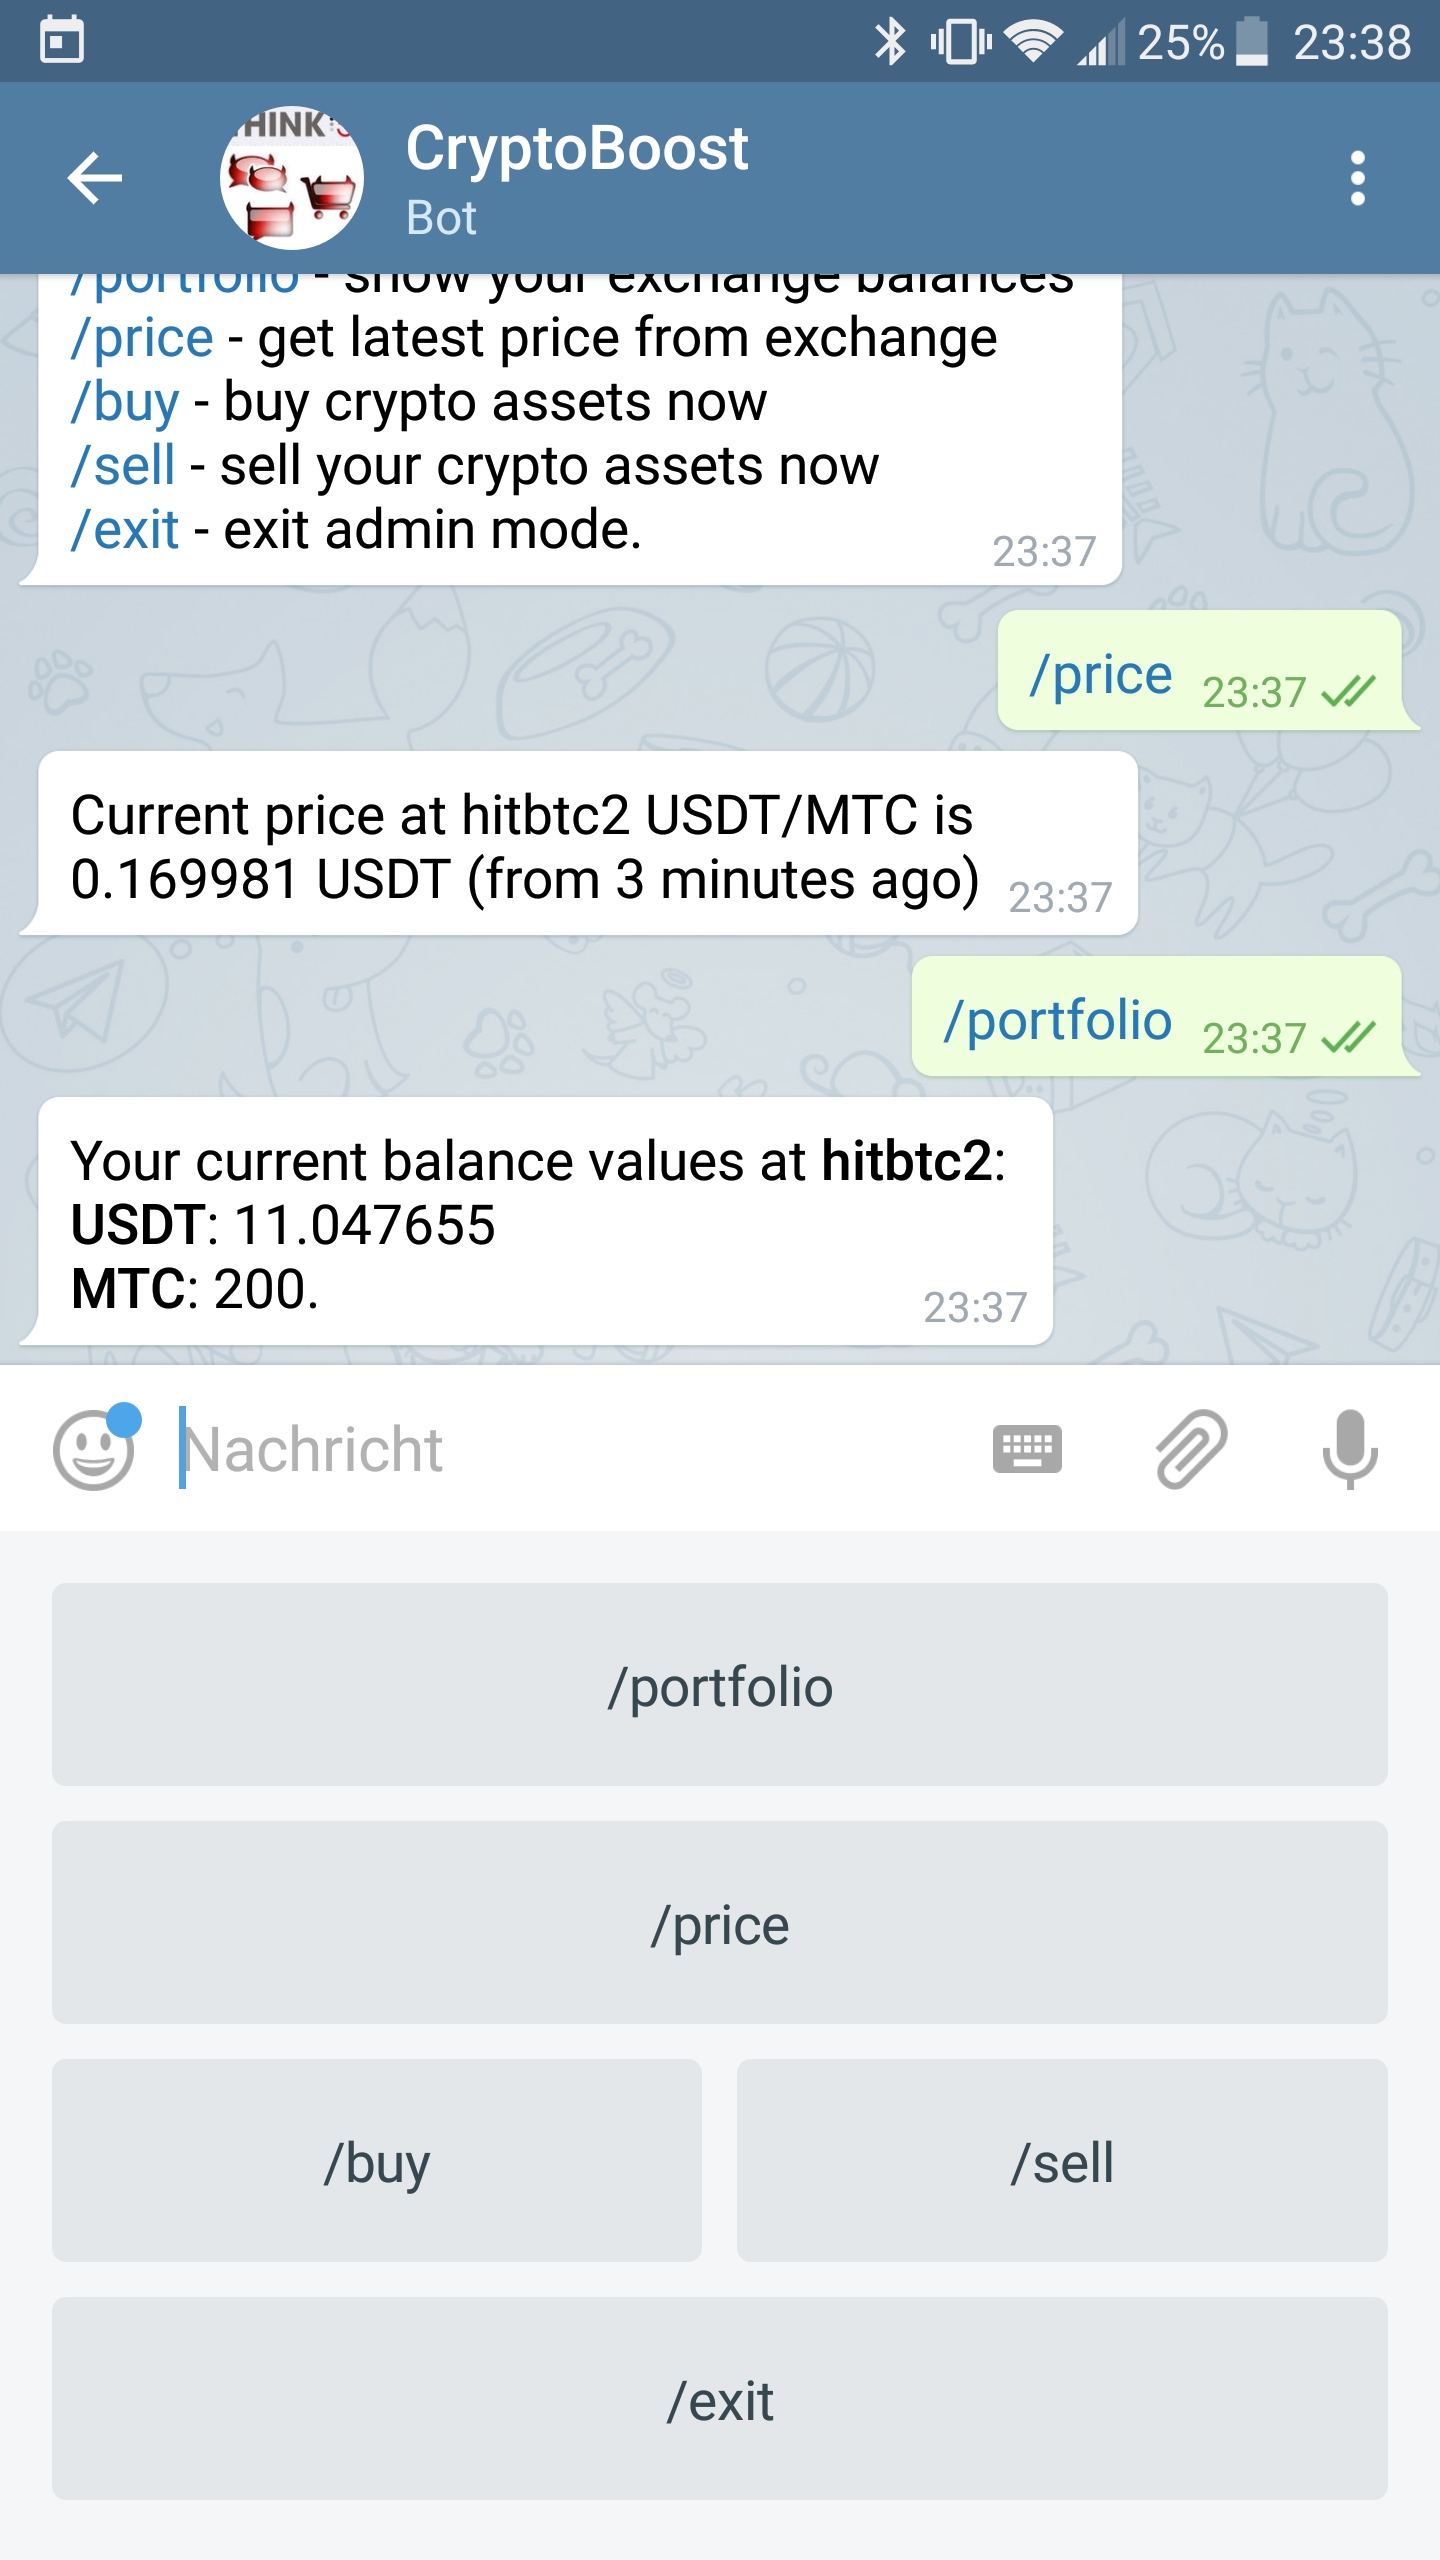 25% 23:38
HINK
CryptoBoost
Bot
/portfolio - show your exchange balances
/price - get latest price from exchange
/buy - buy crypto assets now
/sell - sell your crypto assets now
/exit - exit admin mode.
23:37
/price 23:37
Current price at hitbtc2 USDT/MTC is
0.169981 USDT (from 3 minutes ago) 23:37
/portfolio 23:37
Your current balance values at hitbtc2:
USDT: 11.047655
MTC: 200.
23:37
Nachricht
/portfolio
/price
/buy /sell
/exit